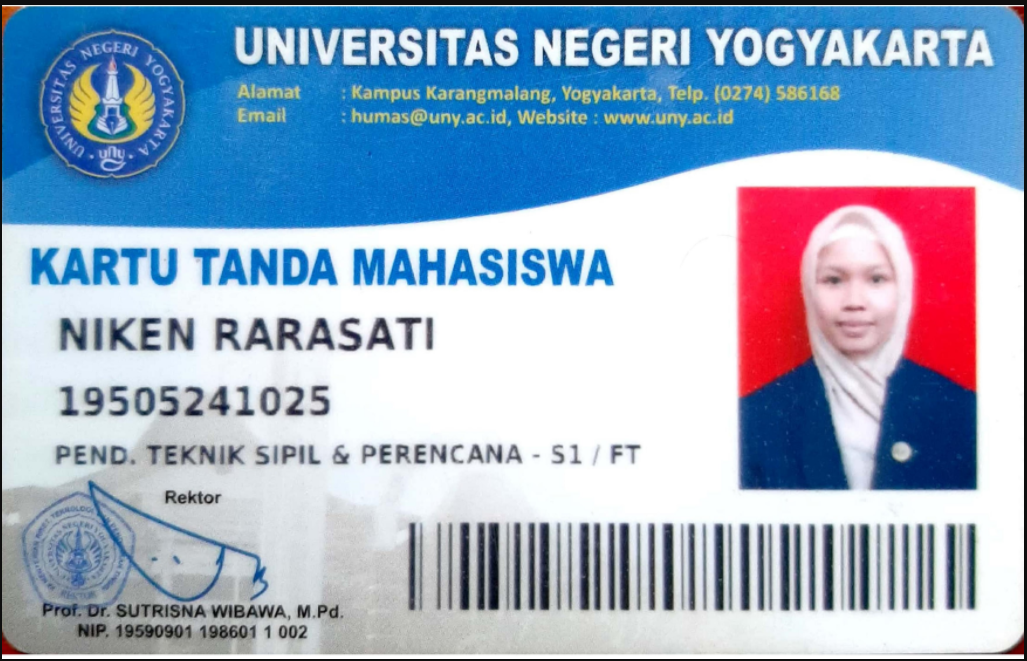 UNIVERSITAS NEGERI YOGYAKARTA
Alamat : Kampus Karangmalang, Yogyakarta, Telp. (0274) 586168
Email : humas@uny.ac.id, Website : www.uny.ac.id
UNIVERSITAS NEGERI YOGYAKARTA
uny
KARTU TANDA MAHASISWA
NIKEN RARASATI
19505241025
PEND. TEKNIK SIPIL & PERENCANA - S1 / FT
Rektor
Prof. Dr. SUTRISNA WIBAWA, M.Pd.
NIP. 19590901 198601 1 002